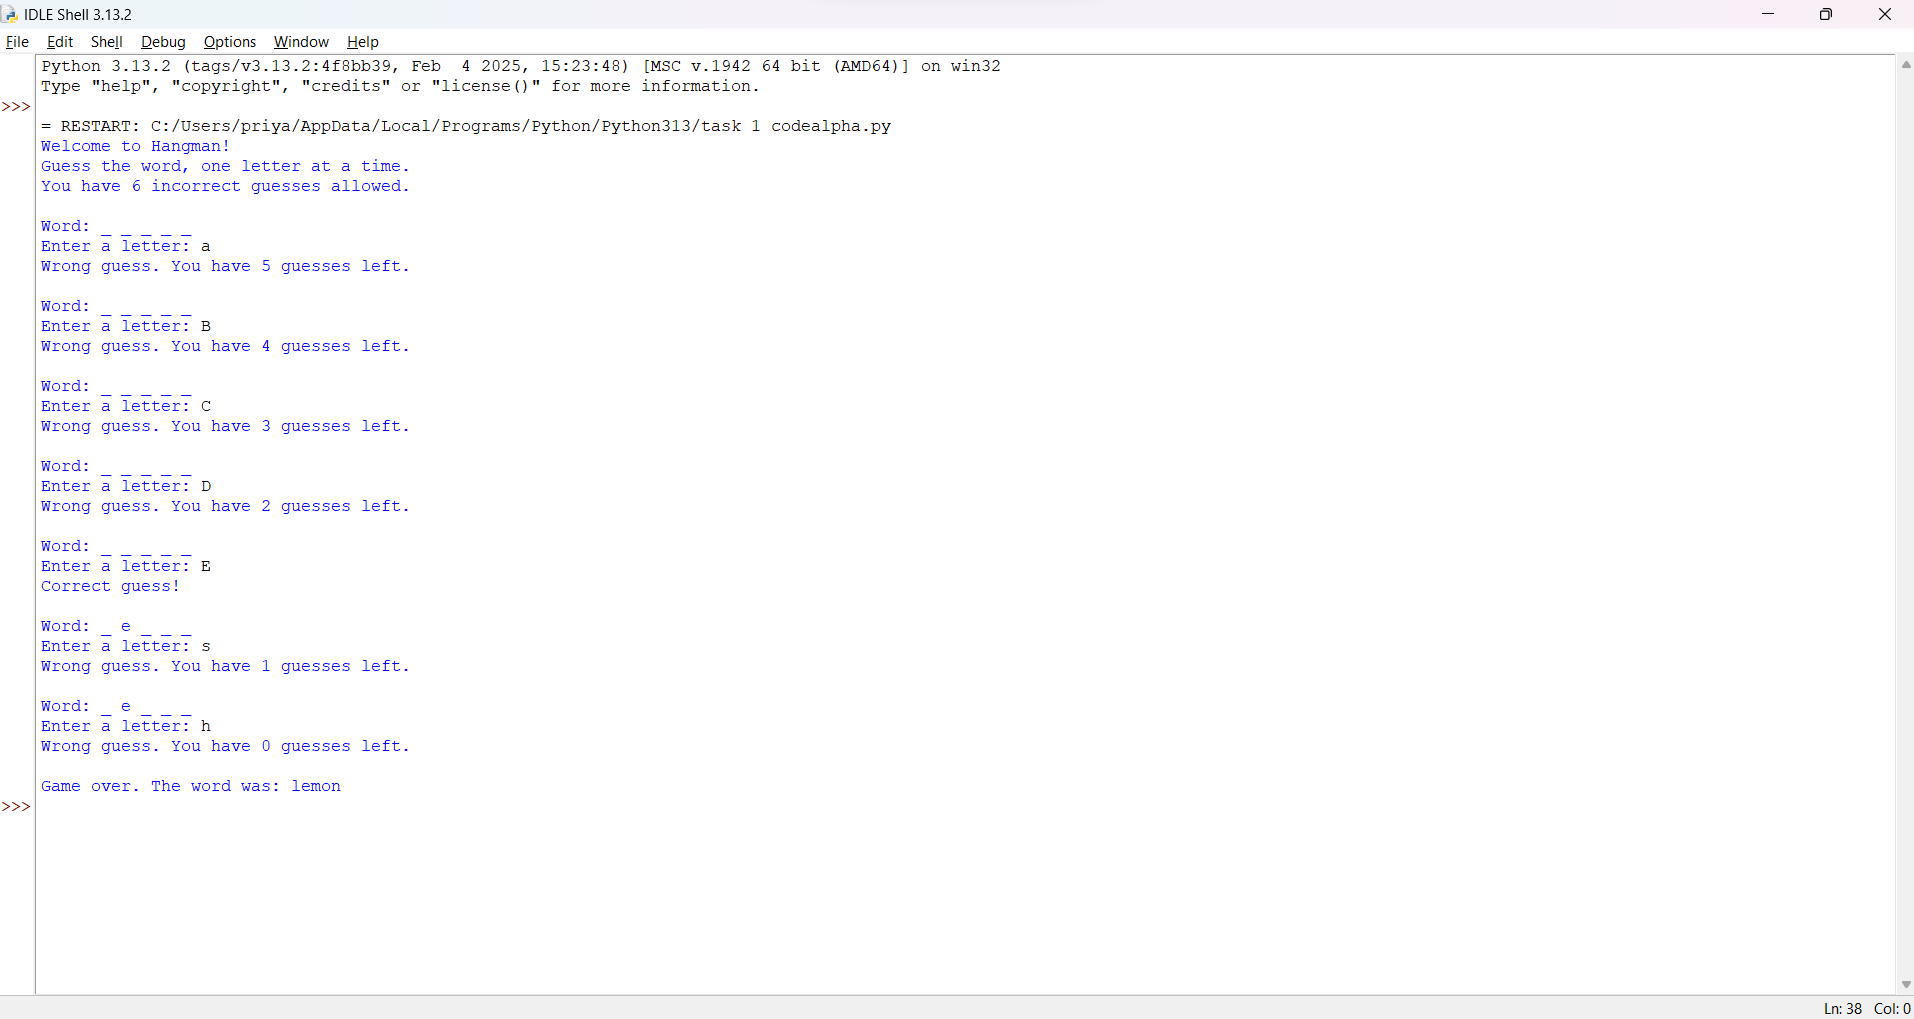 IDLE Shell 3.13.2
File Edit Shell Debug Options Window Help
Python 3.13.2 (tags/v3.13.2:4f8bb39, Feb  4 2025, 15:23:48) [MSC v.1942 64 bit (AMD64)] on win32
Type "help", "copyright", "credits" or "license()" for more information.
>>>
= RESTART: C:/Users/priya/AppData/Local/Programs/Python/Python313/task 1 codealpha.py
Welcome to Hangman!
Guess the word, one letter at a time.
You have 6 incorrect guesses allowed.
Word: _ _ _ _ _
Enter a letter: a
Wrong guess. You have 5 guesses left.
Word: _ _ _ _ _
Enter a letter: B
Wrong guess. You have 4 guesses left.
Word: _ _ _ _ _
Enter a letter: C
Wrong guess. You have 3 guesses left.
Word: _ _ _ _ _
Enter a letter: D
Wrong guess. You have 2 guesses left.
Word: _ _ _ _ _
Enter a letter: E
Correct guess!
Word: _ e _ _ _
Enter a letter: s
Wrong guess. You have 1 guesses left.
Word: _ e _ _ _
Enter a letter: h
Wrong guess. You have 0 guesses left.
Game over. The word was: lemon
>>>
Ln: 38 Col: 0